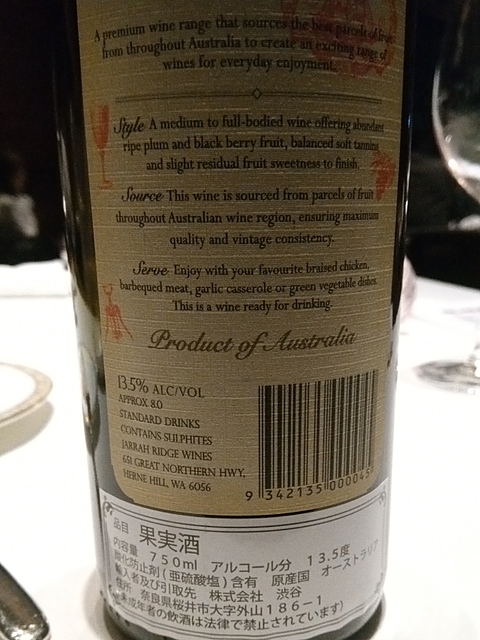 A premium wine range that sources the best parcels of fruit
from throughout Australia to create an exciting range of
wines for everyday enjoyment.
Style A medium to full-bodied wine offering abundant
ripe plum and black berry fruit, balanced soft tannins
and slight residual fruit sweetness to finish.
Source This wine is sourced from parcels of fruit
throughout Australian wine region, ensuring maximum
quality and vintage consistency.
Serve Enjoy with your favourite braised chicken,
barbequed meat, garlic casserole or green vegetable dishes.
This is a wine ready for drinking.
Product of Australia
13.5% ALC/VOL
APPROX 8.0
STANDARD DRINKS
CONTAINS SULPHITES
JARRAH RIDGE WINES
651 GREAT NORTHERN HWY,
HERNE HILL, WA 6056
9 342135 000045
品目 果実酒
内容量 750ml アルコール分 13.5度
酸化防止剤(亜硫酸塩)含有 原産国 オーストラリア
輸入者及び引取先 株式会社 渋谷
住所 奈良県桜井市大字外山186-1
(未成年者の飲酒は法律で禁止されています)